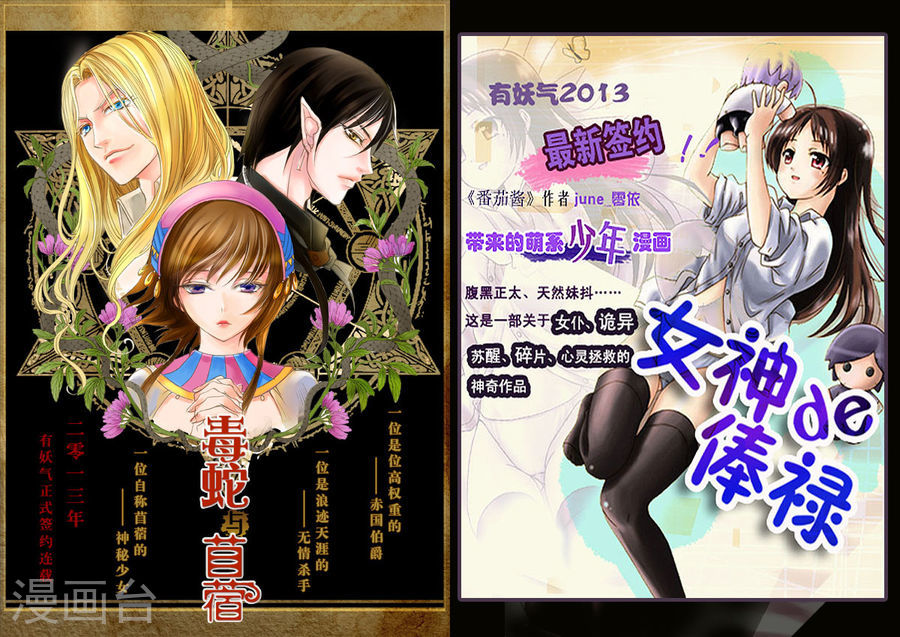 毒蛇
与
苜蓿
一位是位高权重的
——赤国伯爵
一位是浪迹天涯的
——无情杀手
一位自称苜蓿的
——神秘少女
二零一三年
有妖气正式签约连载
漫画台
有妖气2013
最新签约
!!
《番茄酱》作者june_雾依
带来的萌系少年漫画
腹黑正太、天然妹抖……
这是一部关于女仆、诡异
苏醒、碎片、心灵拯救的
神奇作品
女神de
俸禄